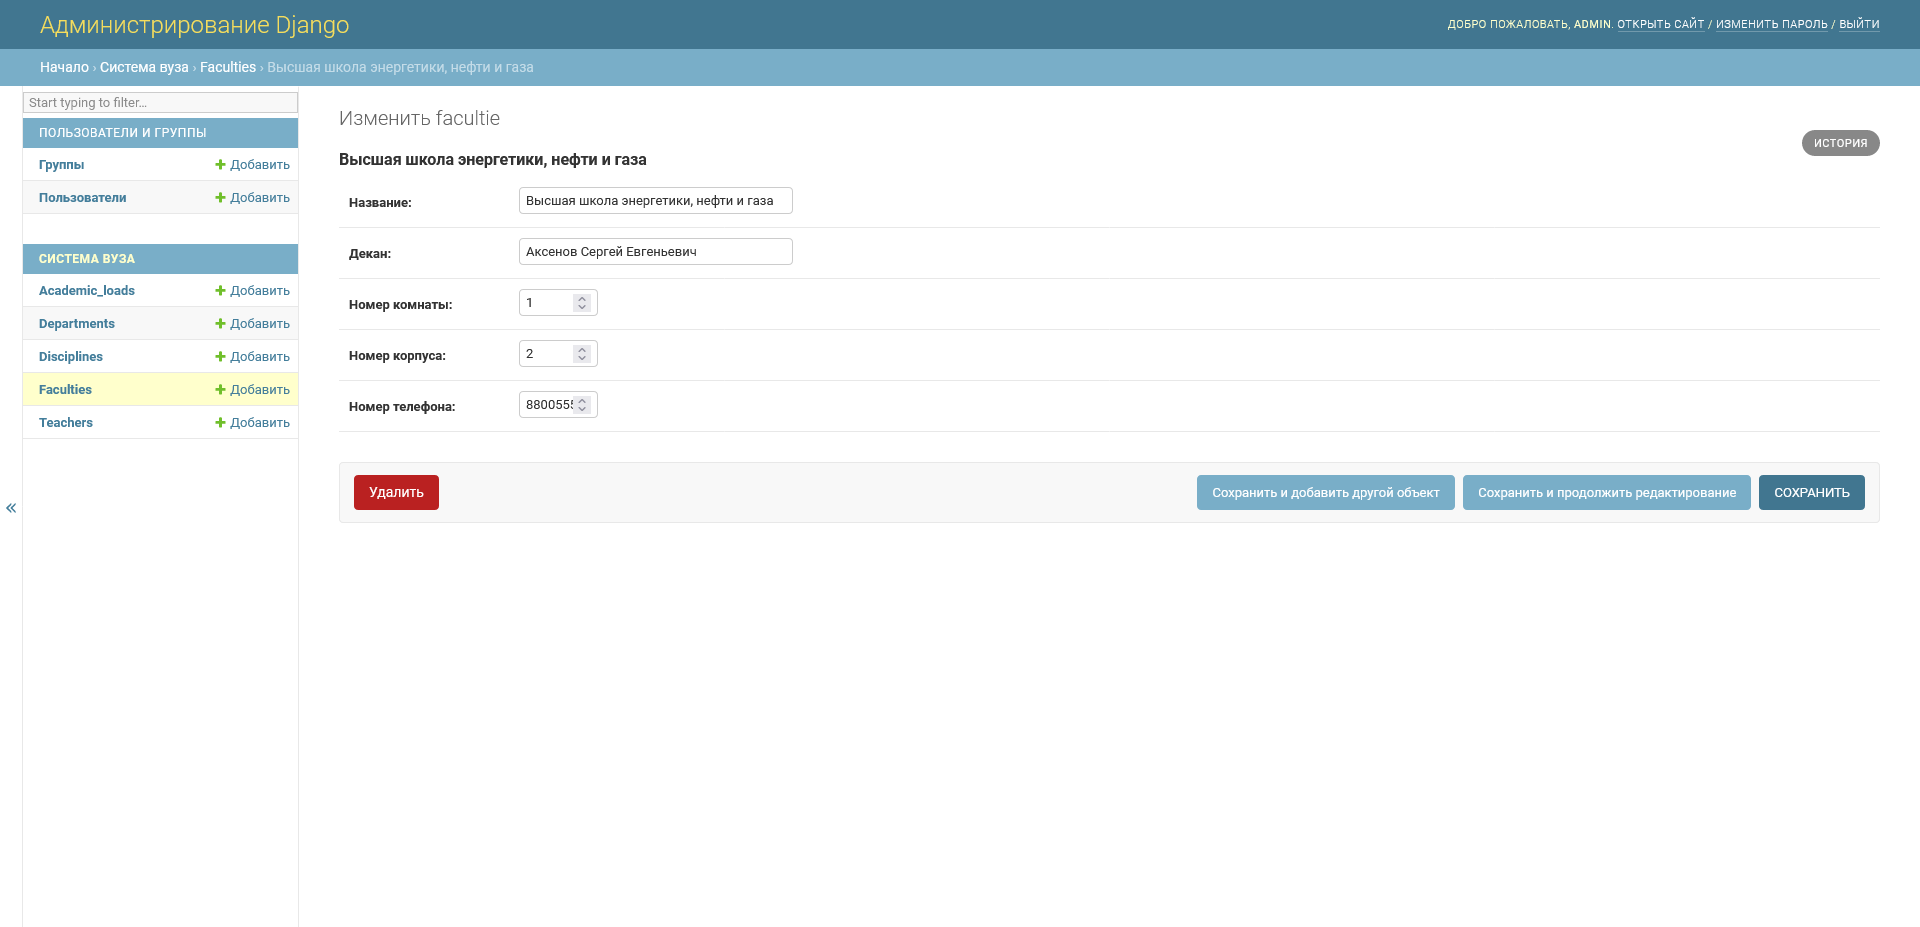 Администрирование Django
ДОБРО ПОЖАЛОВАТЬ, ADMIN. ОТКРЫТЬ САЙТ / ИЗМЕНИТЬ ПАРОЛЬ / ВЫЙТИ
Начало › Система вуза › Faculties › Высшая школа энергетики, нефти и газа
Start typing to filter...
ПОЛЬЗОВАТЕЛИ И ГРУППЫ
Группы Добавить
Пользователи Добавить
СИСТЕМА ВУЗА
Academic_loads Добавить
Departments Добавить
Disciplines Добавить
Faculties Добавить
Teachers Добавить
«
Изменить facultie
ИСТОРИЯ
Высшая школа энергетики, нефти и газа
Название: Высшая школа энергетики, нефти и газа
Декан: Аксенов Сергей Евгеньевич
Номер комнаты: 1
Номер корпуса: 2
Номер телефона: 880055
Удалить Сохранить и добавить другой объект Сохранить и продолжить редактирование СОХРАНИТЬ